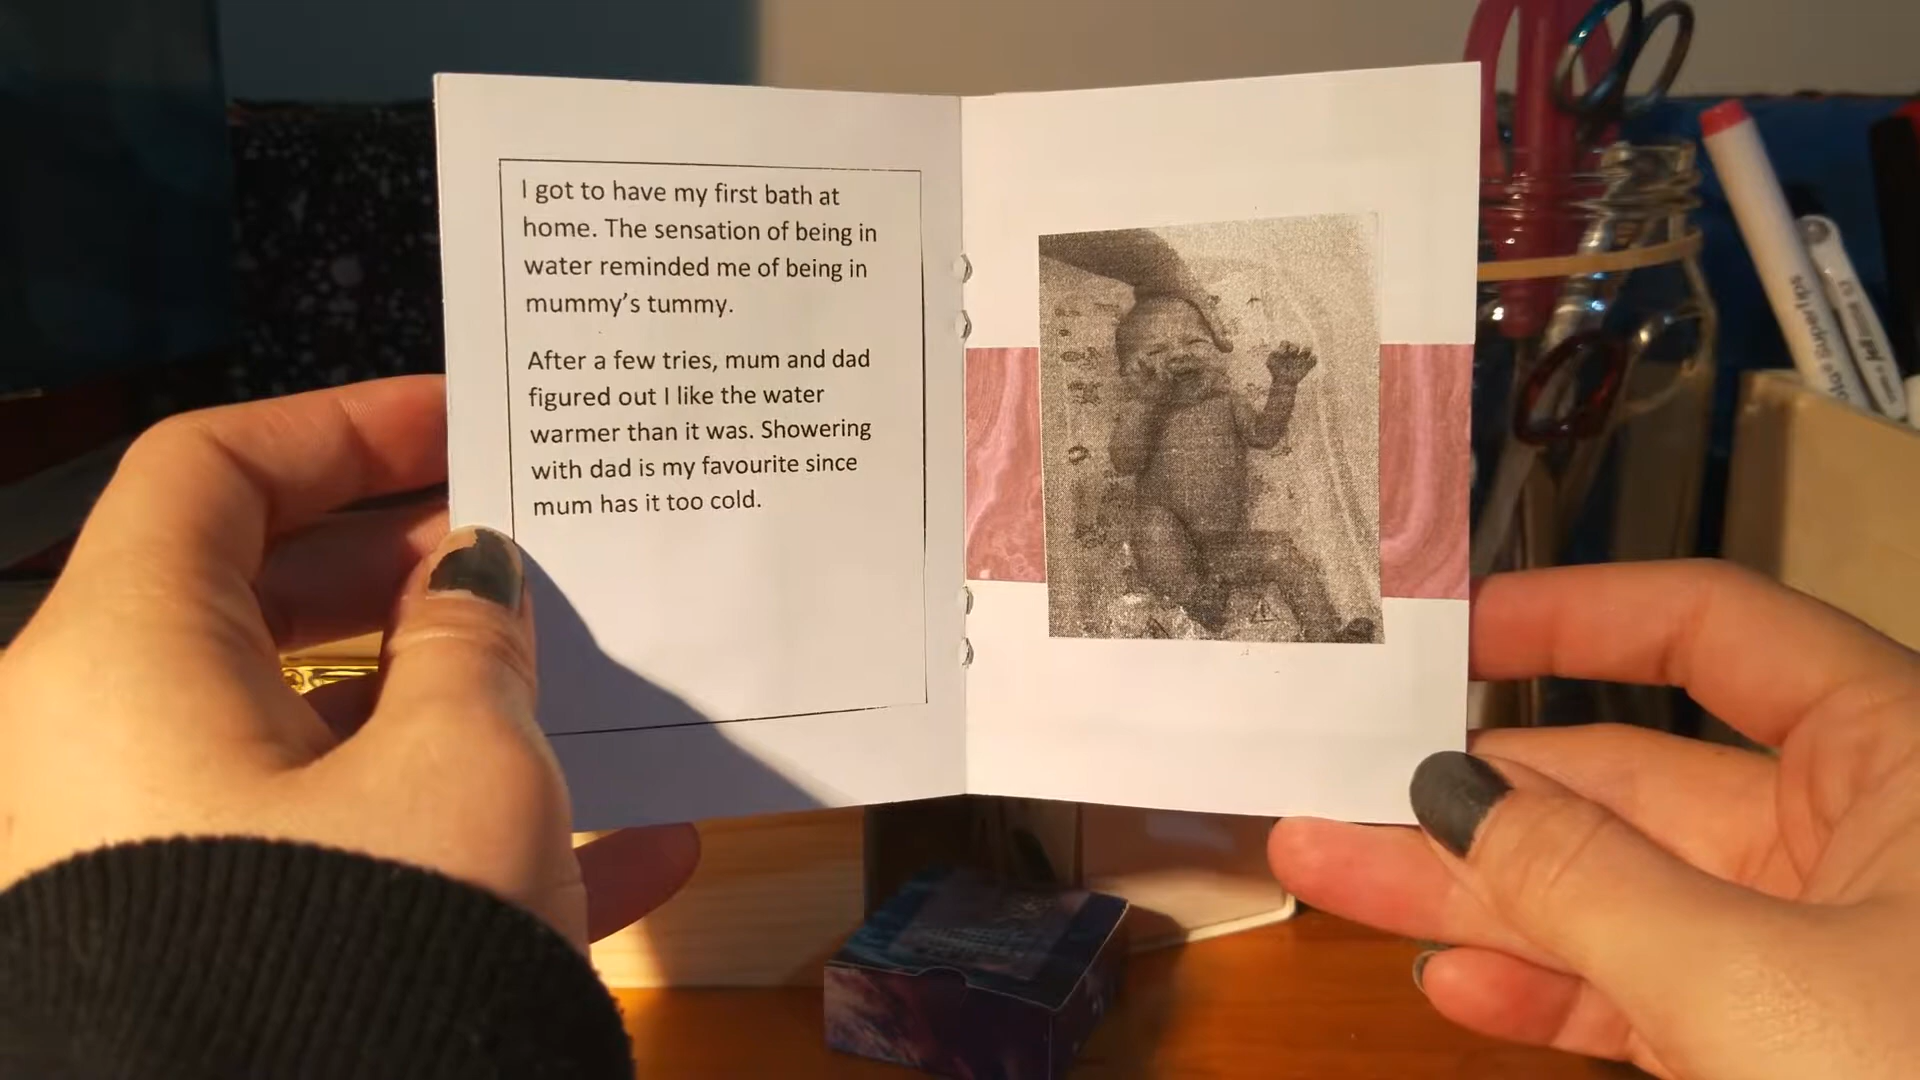 I got to have my first bath at
home. The sensation of being in
water reminded me of being in
mummy's tummy.
After a few tries, mum and dad
figured out I like the water
warmer than it was. Showering
with dad is my favourite since
mum has it too cold.
SuperTips